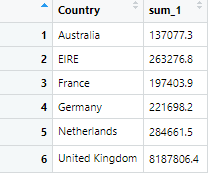 Country sum_1
1 Australia 137077.3
2 EIRE 263276.8
3 France 197403.9
4 Germany 221698.2
5 Netherlands 284661.5
6 United Kingdom 8187806.4